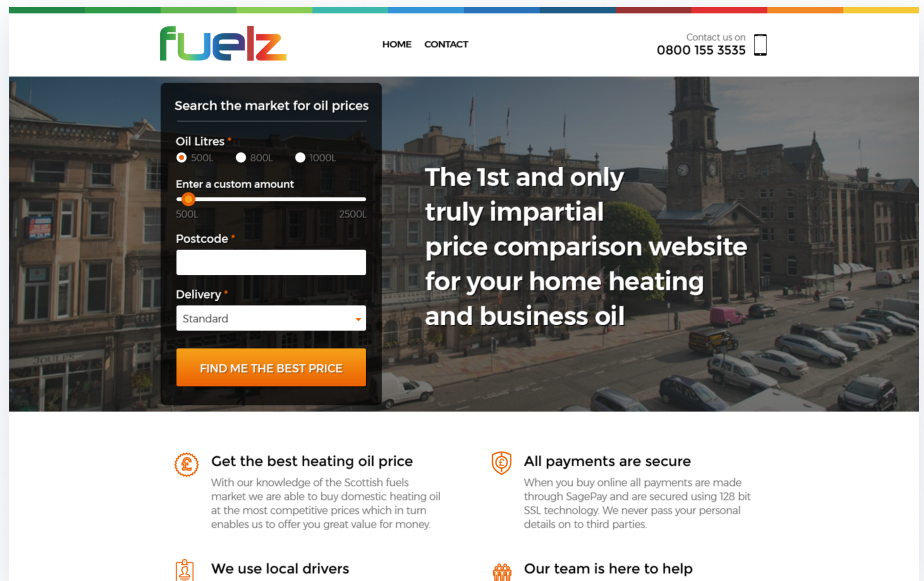 fuelz
HOME CONTACT
Contact us on
0800 155 3535
Search the market for oil prices
Oil Litres *
500L 800L 1000L
Enter a custom amount
500L 2500L
Postcode *
Delivery *
Standard
FIND ME THE BEST PRICE
The 1st and only
truly impartial
price comparison website
for your home heating
and business oil
JOULES
£
Get the best heating oil price
With our knowledge of the Scottish fuels
market we are able to buy domestic heating oil
at the most competitive prices which in turn
enables us to offer you great value for money.
£
All payments are secure
When you buy online all payments are made
through SagePay and are secured using 128 bit
SSL technology. We never pass your personal
details on to third parties.
We use local drivers
Our team is here to help